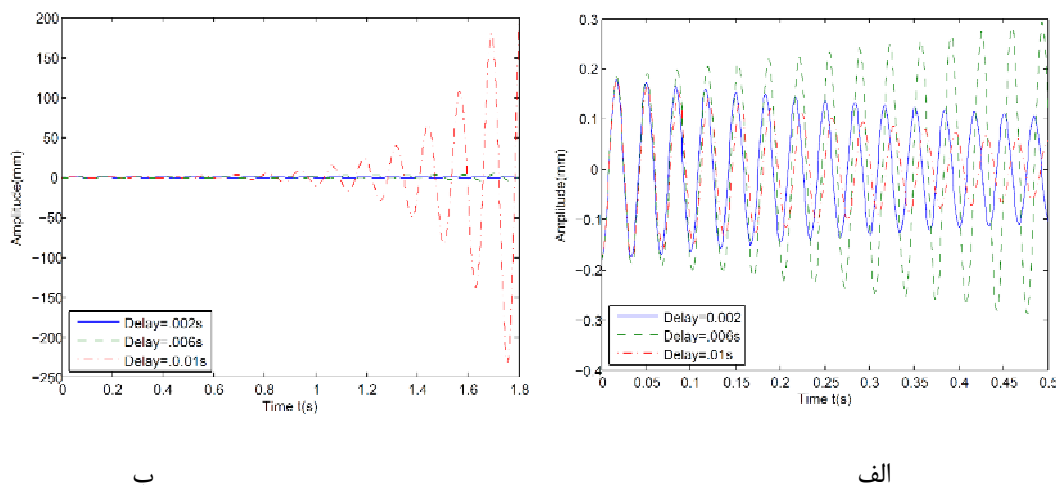 200
150
100
50
0
−50
−100
−150
−200
−250
Amplitude(mm)
Delay=.002s
Delay=.006s
Delay=.0.01s
0 0.2 0.4 0.6 0.8 1 1.2 1.4 1.6 1.8
Time t(s)
ب
0.3
0.2
0.1
0
−0.1
−0.2
−0.3
−0.4
Amplitude(mm)
Delay=0.002
Delay=.006s
Delay=.01s
0 0.05 0.1 0.15 0.2 0.25 0.3 0.35 0.4 0.45 0.5
Time t(s)
الف